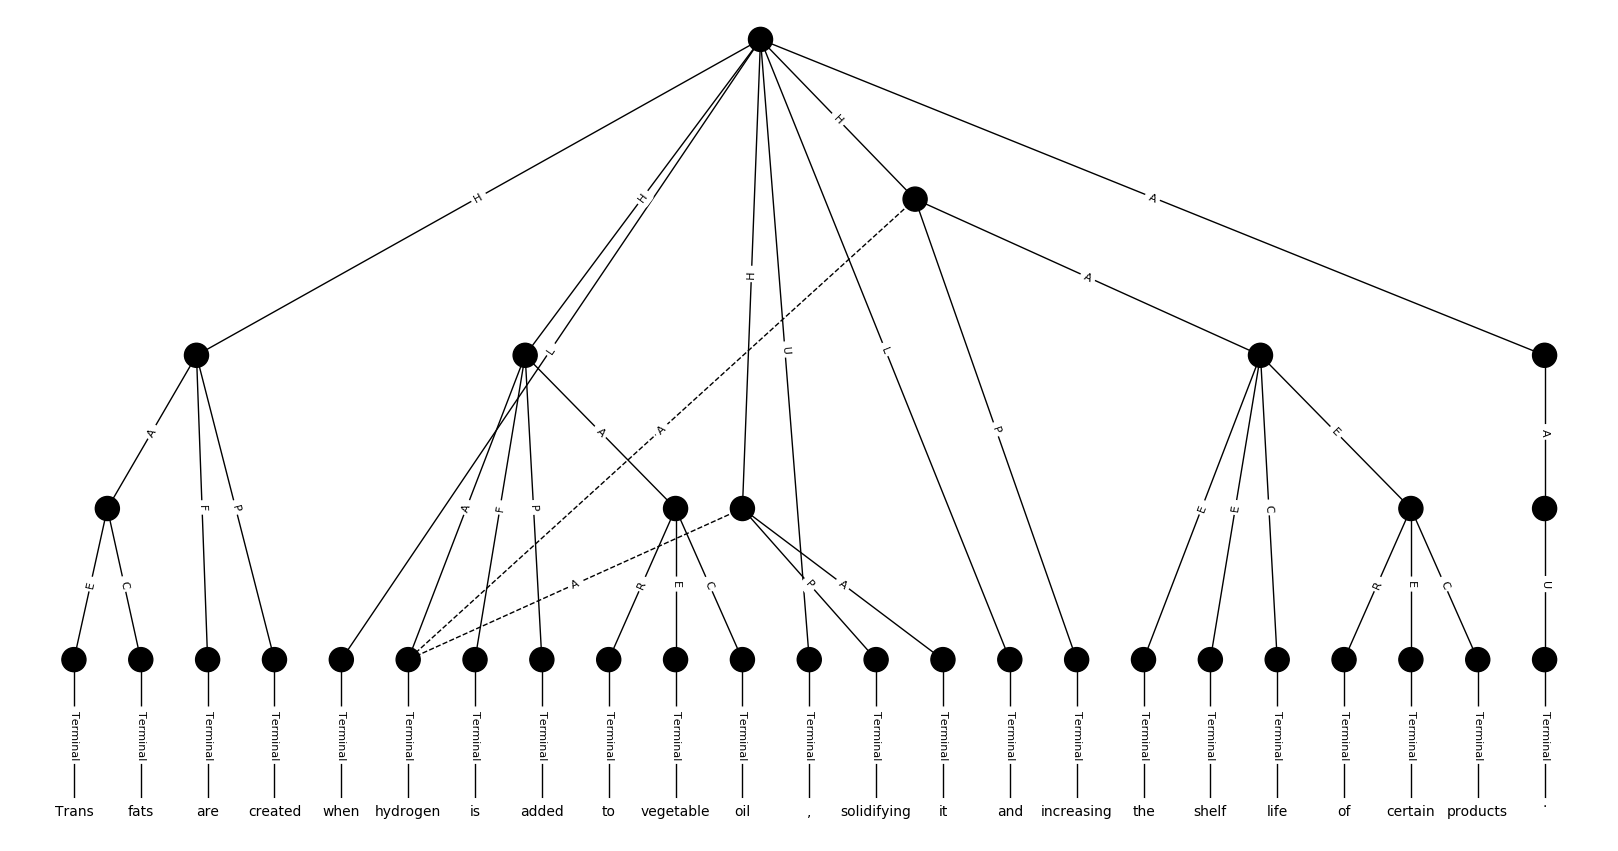 H
H
H
A
H
U
L
L
A
A
A
F
P
A
F
P
A
A
P
E
E
C
E
A
E
C
R
E
C
A
P
A
R
E
C
U
Terminal Terminal Terminal Terminal Terminal Terminal Terminal Terminal Terminal Terminal Terminal Terminal Terminal Terminal Terminal Terminal Terminal Terminal Terminal Terminal Terminal Terminal Terminal
Trans fats are created when hydrogen is added to vegetable oil , solidifying it and increasing the shelf life of certain products .